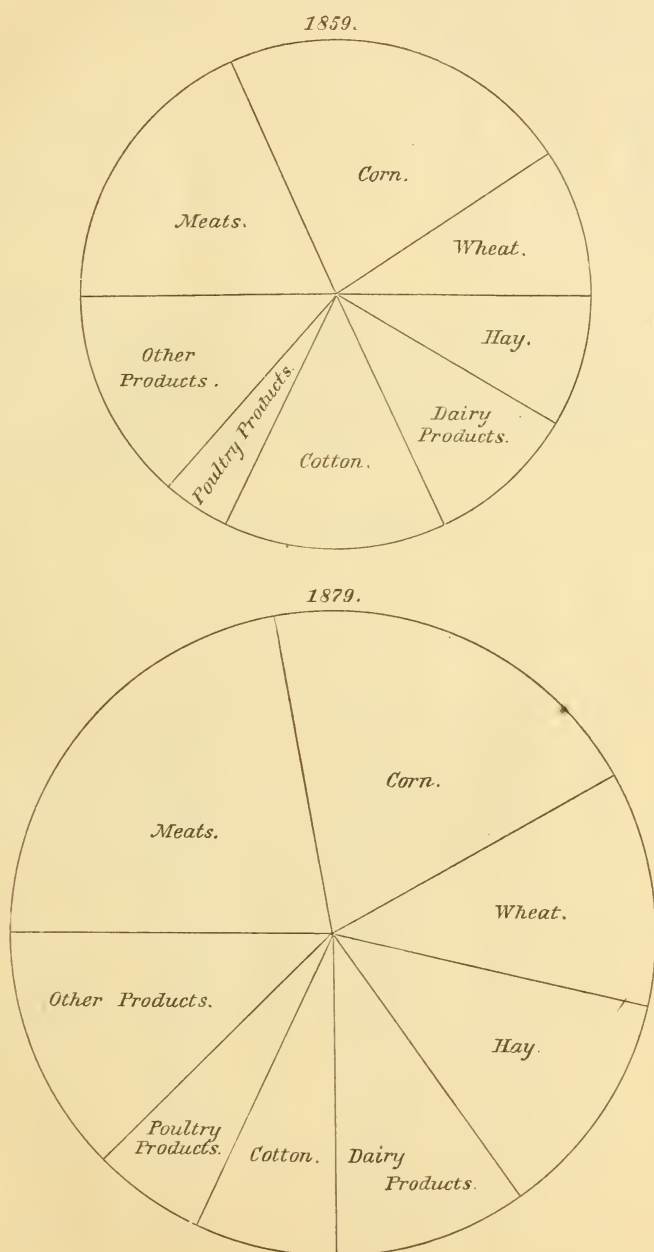 1859.
Corn.
Meats.
Wheat.
Hay.
Other
Products.
Poultry Products.
Dairy
Products.
Cotton.
1879.
Corn.
Meats.
Wheat.
Other Products.
Hay.
Poultry
Products.
Cotton.
Dairy
Products.